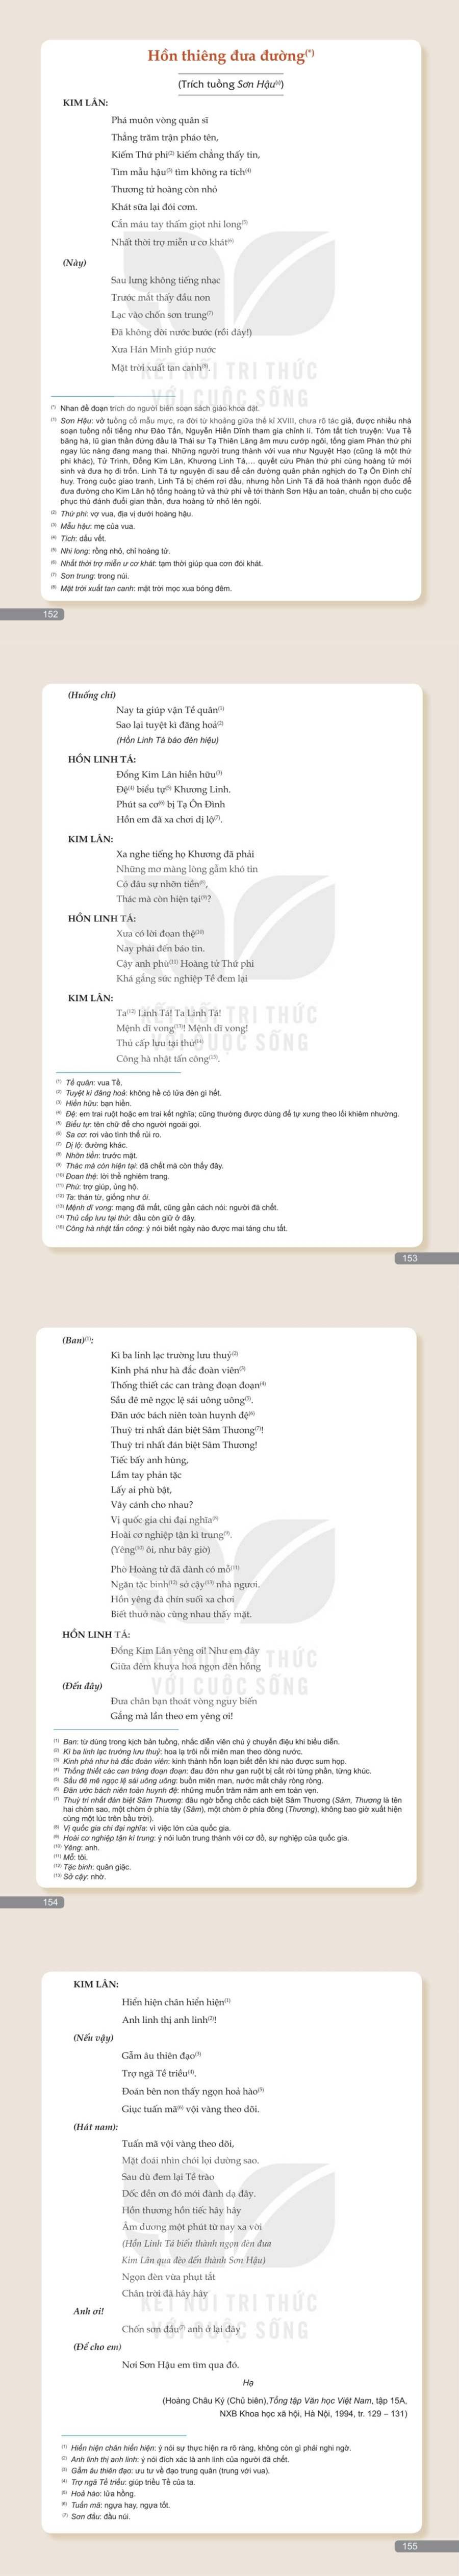 Hồn thiêng đưa đường(*)
(Trích tuồng Sơn Hậu(1))
KIM LÂN:
Phá muôn vòng quân sĩ
Thẳng trăm trận pháo tên,
Kiếm Thứ phi(2) kiếm chẳng thấy tin,
Tìm mẫu hậu(3) tìm không ra tích(4)
Thương tử hoàng còn nhỏ
Khát sữa lại đói cơm.
Cắn máu tay thấm giọt nhi long(5)
Nhất thời trợ miễn ư cơ khát(6)
(Này)
Sau lưng không tiếng nhạc
Trước mắt thấy đầu non
Lạc vào chốn sơn trung(7)
Đã không dời nước bước (rồi đây!)
Xưa Hán Minh giúp nước
Mặt trời xuất tan canh(8).
KẾT NỐI TRI THỨC
VỚI CUỘC SỐNG
(*) Nhan đề đoạn trích do người biên soạn sách giáo khoa đặt.
(1) Sơn Hậu: vở tuồng cổ mẫu mực, ra đời từ khoảng giữa thế kỉ XVIII, chưa rõ tác giả, được nhiều nhà
soạn tuồng nổi tiếng như Đào Tấn, Nguyễn Hiển Dĩnh tham gia chỉnh lí. Tóm tắt tích truyện: Vua Tề
băng hà, lũ gian thần đứng đầu là Thái sư Tạ Thiên Lăng âm mưu cướp ngôi, tống giam Phàn thứ phi
ngay lúc nàng đang mang thai. Những người trung thành với vua như Nguyệt Hạo (cũng là một thứ
phi khác), Tử Trình, Đổng Kim Lân, Khương Linh Tá,... quyết cứu Phàn thứ phi cùng hoàng tử mới
sinh và đưa họ đi trốn. Linh Tá tự nguyện đi sau để cản đường quân phản nghịch do Tạ Ôn Đình chỉ
huy. Trong cuộc giao tranh, Linh Tá bị chém rơi đầu, nhưng hồn Linh Tá đã hoá thành ngọn đuốc để
đưa đường cho Kim Lân hộ tống hoàng tử và thứ phi về tới thành Sơn Hậu an toàn, chuẩn bị cho cuộc
phục thù đánh đuổi gian thần, đưa hoàng tử nhỏ lên ngôi.
(2) Thứ phi: vợ vua, địa vị dưới hoàng hậu.
(3) Mẫu hậu: mẹ của vua.
(4) Tích: dấu vết.
(5) Nhi long: rồng nhỏ, chỉ hoàng tử.
(6) Nhất thời trợ miễn ư cơ khát: tạm thời giúp qua cơn đói khát.
(7) Sơn trung: trong núi.
(8) Mặt trời xuất tan canh: mặt trời mọc xua bóng đêm.
152
(Huống chi)
Nay ta giúp vận Tề quân(1)
Sao lại tuyệt kì đăng hoả(2)
(Hồn Linh Tá báo đèn hiệu)
HỒN LINH TÁ:
Đổng Kim Lân hiền hữu(3)
Đệ(4) biểu tự(5) Khương Linh.
Phút sa cơ(6) bị Tạ Ôn Đình
Hồn em đã xa chơi dị lộ(7).
KIM LÂN:
Xa nghe tiếng họ Khương đã phải
Những mơ màng lòng gẫm khó tin
Có đâu sự nhỡn tiền(8),
Thác mà còn hiện tại(9)?
HỒN LINH TÁ:
Xưa có lời đoan thệ(10)
Nay phải đến báo tin.
Cậy anh phù(11) Hoàng tử Thứ phi
Khá gắng sức nghiệp Tề đem lại
KIM LÂN:
Ta(12) Linh Tá! Ta Linh Tá!
Mệnh dĩ vong(13)! Mệnh dĩ vong!
Thủ cấp lưu tại thử(14)
Công hà nhật tấn công(15).
KẾT NỐI TRI THỨC
VỚI CUỘC SỐNG
(1) Tề quân: vua Tề.
(2) Tuyệt kì đăng hoả: không hề có lửa đèn gì hết.
(3) Hiền hữu: bạn hiền.
(4) Đệ: em trai ruột hoặc em trai kết nghĩa; cũng thường được dùng để tự xưng theo lối khiêm nhường.
(5) Biểu tự: tên chữ để cho người ngoài gọi.
(6) Sa cơ: rơi vào tình thế rủi ro.
(7) Dị lộ: đường khác.
(8) Nhỡn tiền: trước mặt.
(9) Thác mà còn hiện tại: đã chết mà còn thấy đây.
(10) Đoan thệ: lời thề nghiêm trang.
(11) Phù: trợ giúp, ủng hộ.
(12) Ta: thán từ, giống như ôi.
(13) Mệnh dĩ vong: mạng đã mất, cũng gần cách nói: người đã chết.
(14) Thủ cấp lưu tại thử: đầu còn giữ ở đây.
(15) Công hà nhật tấn công: ý nói biết ngày nào được mai táng chu tất.
153
(Ban)(1):
Kì ba linh lạc trường lưu thuỷ(2)
Kinh phá như hà đắc đoàn viên(3)
Thống thiết các can tràng đoạn đoạn(4)
Sầu đê mê ngọc lệ sái uông uông(5).
Đãn ước bách niên toàn huynh đệ(6)
Thuỳ tri nhất đán biệt Sâm Thương(7)!
Thuỳ tri nhất đán biệt Sâm Thương!
Tiếc bấy anh hùng,
Lầm tay phản tặc
Lấy ai phù bật,
Vây cánh cho nhau?
Vị quốc gia chi đại nghĩa(8)
Hoài cơ nghiệp tận kì trung(9).
(Yêng(10) ôi, như bây giờ)
Phò Hoàng tử đã đành có mỗ(11)
Ngăn tặc binh(12) sở cậy(13) nhà ngươi.
Hồn yêng đà chín suối xa chơi
Biết thuở nào cùng nhau thấy mặt.
HỒN LINH TÁ:
Đổng Kim Lân yêng ơi! Như em đây
Giữa đêm khuya hoá ngọn đèn hồng
(Đến đây)
Đưa chân bạn thoát vòng nguy biến
Gắng mà lần theo em yêng ơi!
KẾT NỐI TRI THỨC
VỚI CUỘC SỐNG
(1) Ban: từ dùng trong kịch bản tuồng, nhắc diễn viên chú ý chuyển điệu khi biểu diễn.
(2) Kì ba linh lạc trường lưu thuỷ: hoa lạ trôi nổi miên man theo dòng nước.
(3) Kinh phá như hà đắc đoàn viên: kinh thành hỗn loạn biết đến khi nào được sum họp.
(4) Thống thiết các can tràng đoạn đoạn: đau đớn như gan ruột bị cắt rời từng phần, từng khúc.
(5) Sầu đê mê ngọc lệ sái uông uông: buồn miên man, nước mắt chảy ròng ròng.
(6) Đãn ước bách niên toàn huynh đệ: những muốn trăm năm anh em toàn vẹn.
(7) Thuỳ tri nhất đán biệt Sâm Thương: đâu ngờ bỗng chốc cách biệt Sâm Thương (Sâm, Thương là tên
hai chòm sao, một chòm ở phía tây (Sâm), một chòm ở phía đông (Thương), không bao giờ xuất hiện
cùng một lúc trên bầu trời).
(8) Vị quốc gia chi đại nghĩa: vì việc lớn của quốc gia.
(9) Hoài cơ nghiệp tận kì trung: ý nói luôn trung thành với cơ đồ, sự nghiệp của quốc gia.
(10) Yêng: anh.
(11) Mỗ: tôi.
(12) Tặc binh: quân giặc.
(13) Sở cậy: nhờ.
154
KIM LÂN:
Hiển hiện chân hiển hiện(1)
Anh linh thị anh linh(2)!
(Nếu vậy)
Gẫm âu thiên đạo(3)
Trợ ngã Tề triều(4).
Đoái bên non thấy ngọn hoả hào(5)
Giục tuấn mã(6) vội vàng theo dõi.
(Hát nam):
Tuấn mã vội vàng theo dõi,
Mặt đoái nhìn chói lọi dường sao.
Sau dù đem lại Tề trào
Dốc đền ơn đó mới đành dạ đây.
Hồn thương hồn tiếc hây hây
Âm dương một phút từ nay xa vời
(Hồn Linh Tá biến thành ngọn đèn đưa
Kim Lân qua đèo đến thành Sơn Hậu)
Ngọn đèn vừa phụt tắt
Chân trời đã hây hây
Anh ơi!
Chốn sơn đầu(7) anh ở lại đây
(Để cho em)
Nơi Sơn Hậu em tìm qua đó.
Hạ
KẾT NỐI TRI THỨC
VỚI CUỘC SỐNG
(Hoàng Châu Ký (Chủ biên), Tổng tập Văn học Việt Nam, tập 15A,
NXB Khoa học xã hội, Hà Nội, 1994, tr. 129 – 131)
(1) Hiển hiện chân hiển hiện: ý nói sự thực hiện ra rõ ràng, không còn gì phải nghi ngờ.
(2) Anh linh thị anh linh: ý nói đích xác là anh linh của người đã chết.
(3) Gẫm âu thiên đạo: ưu tư về đạo trung quân (trung với vua).
(4) Trợ ngã Tề triều: giúp triều Tề của ta.
(5) Hoả hào: lửa hồng.
(6) Tuấn mã: ngựa hay, ngựa tốt.
(7) Sơn đầu: đầu núi.
155